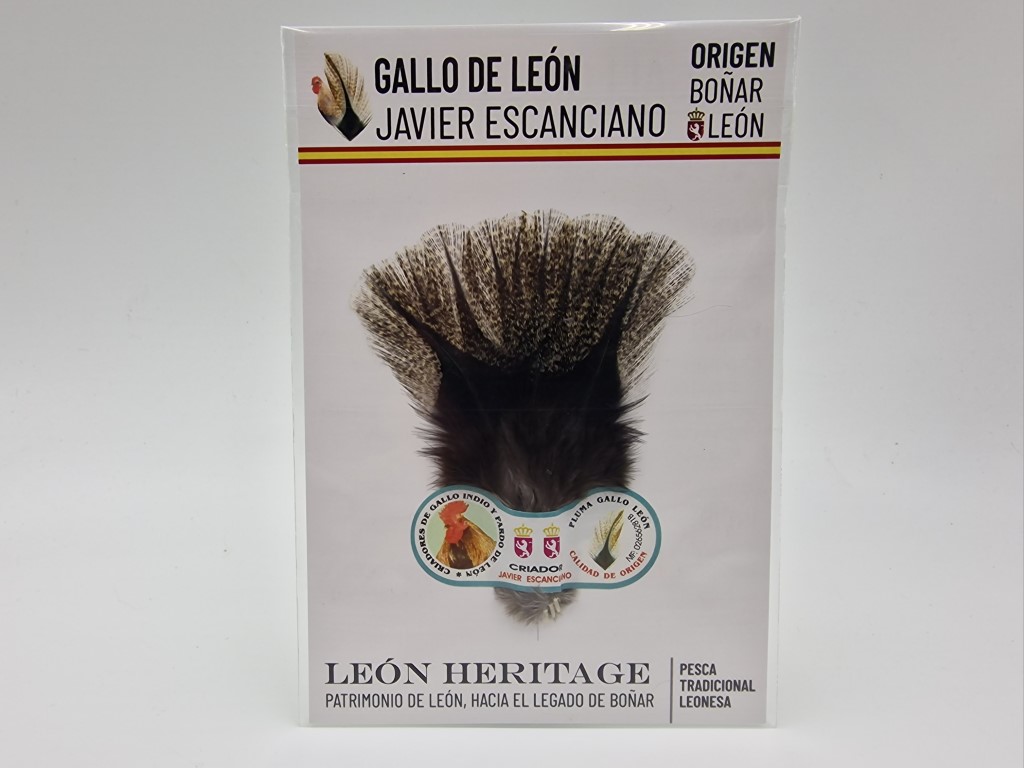 GALLO DE LEÓN
JAVIER ESCANCIANO
ORIGEN
BOÑAR
LEÓN
CRIADORES DE GALLO INDIO Y PARDO DE LEÓN *
CRIADOR
JAVIER ESCANCIANO
PLUMA GALLO LEÓN
CALIDAD DE ORIGEN
LEÓN HERITAGE
PATRIMONIO DE LEÓN, HACIA EL LEGADO DE BOÑAR
PESCA
TRADICIONAL
LEONESA